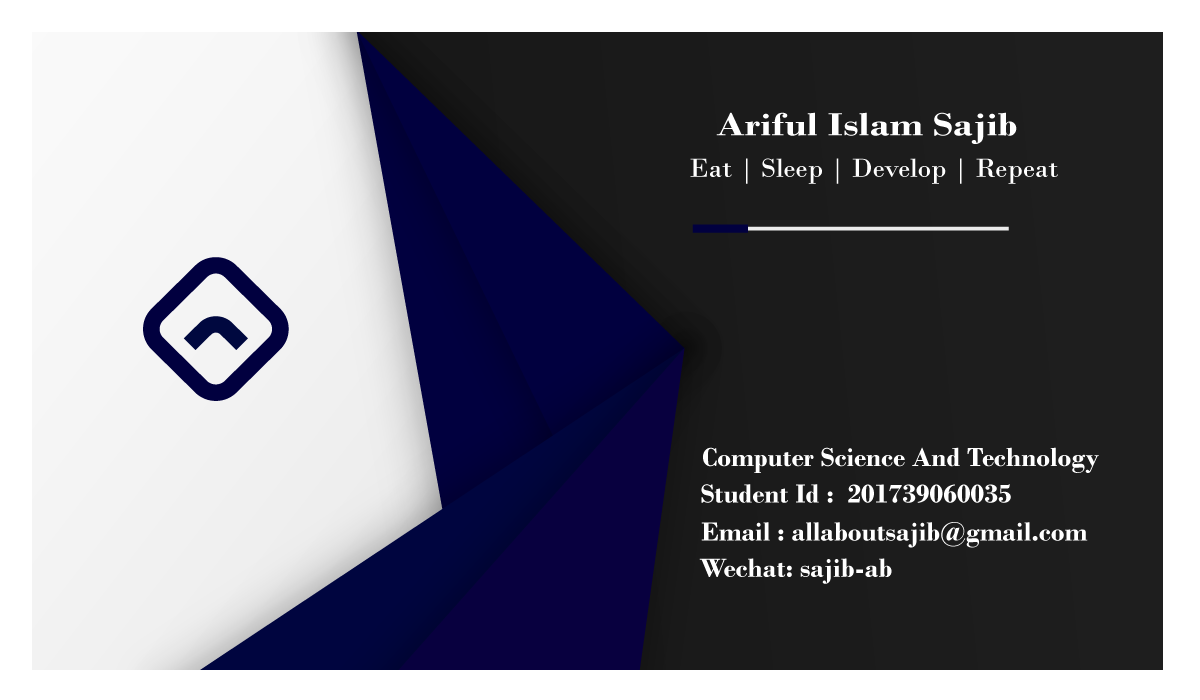 Ariful Islam Sajib
Eat | Sleep | Develop | Repeat
Computer Science And Technology
Student Id :  201739060035
Email : allaboutsajib@gmail.com
Wechat: sajib-ab